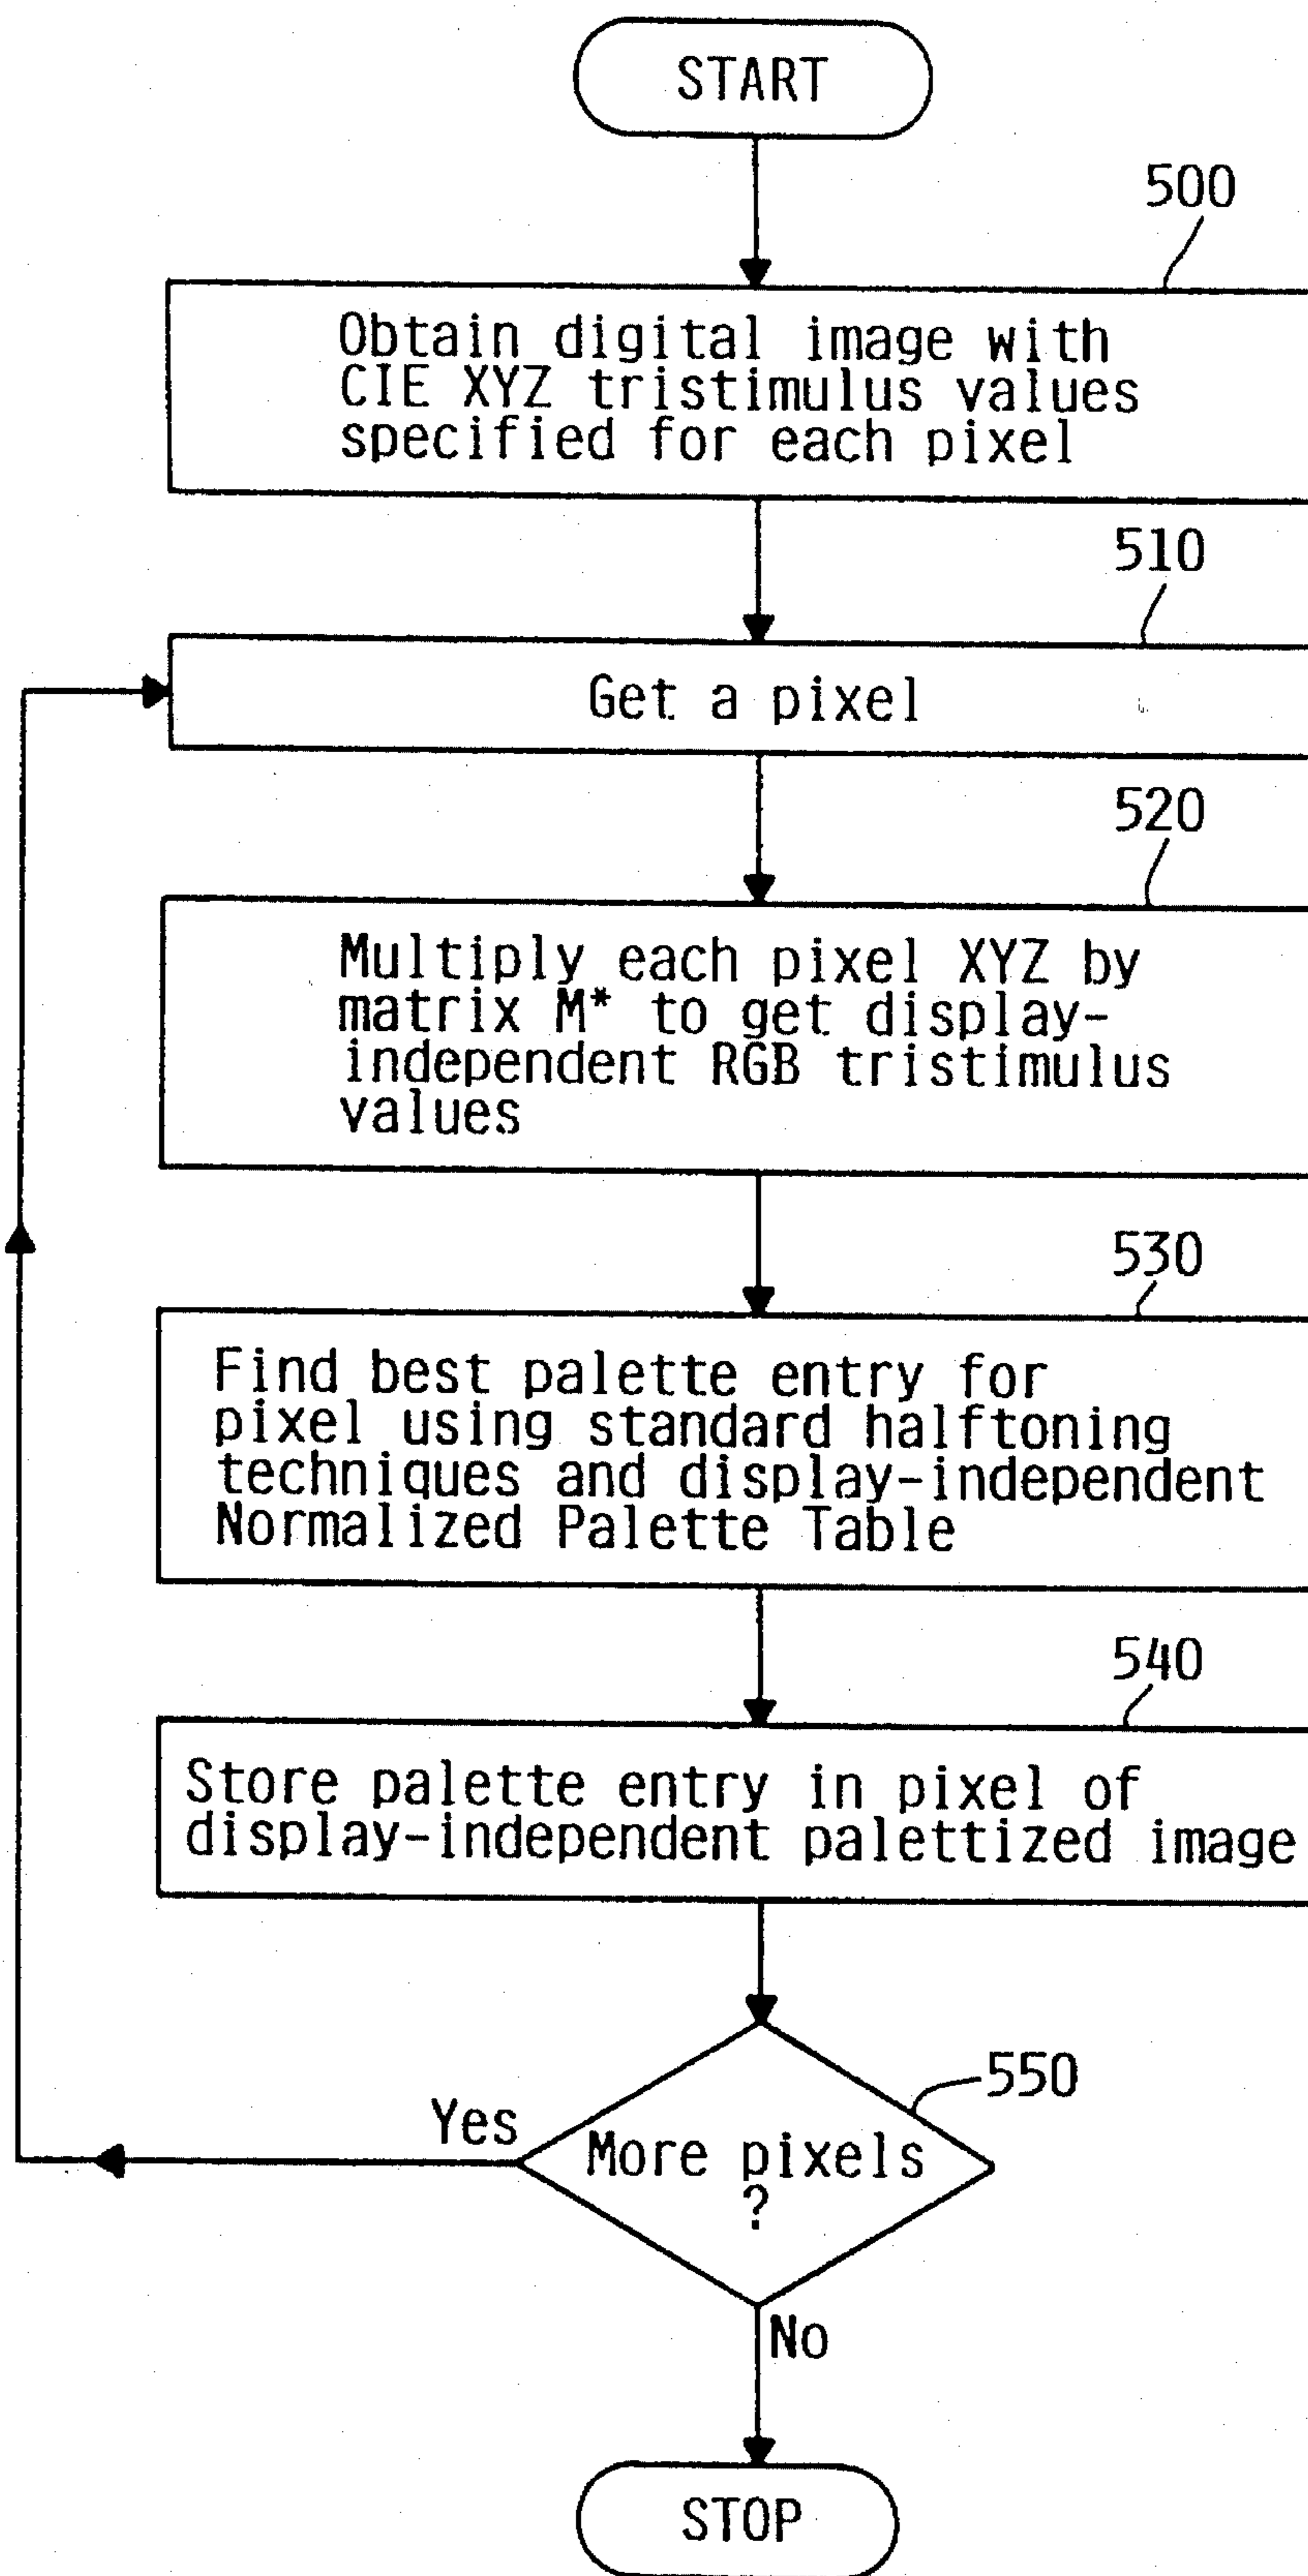 START
500
Obtain digital image with
CIE XYZ tristimulus values
specified for each pixel
510
Get a pixel
520
Multiply each pixel XYZ by
matrix M* to get display-
independent RGB tristimulus
values
530
Find best palette entry for
pixel using standard halftoning
techniques and display-independent
Normalized Palette Table
540
Store palette entry in pixel of
display-independent palettized image
550
Yes
More pixels
?
No
STOP